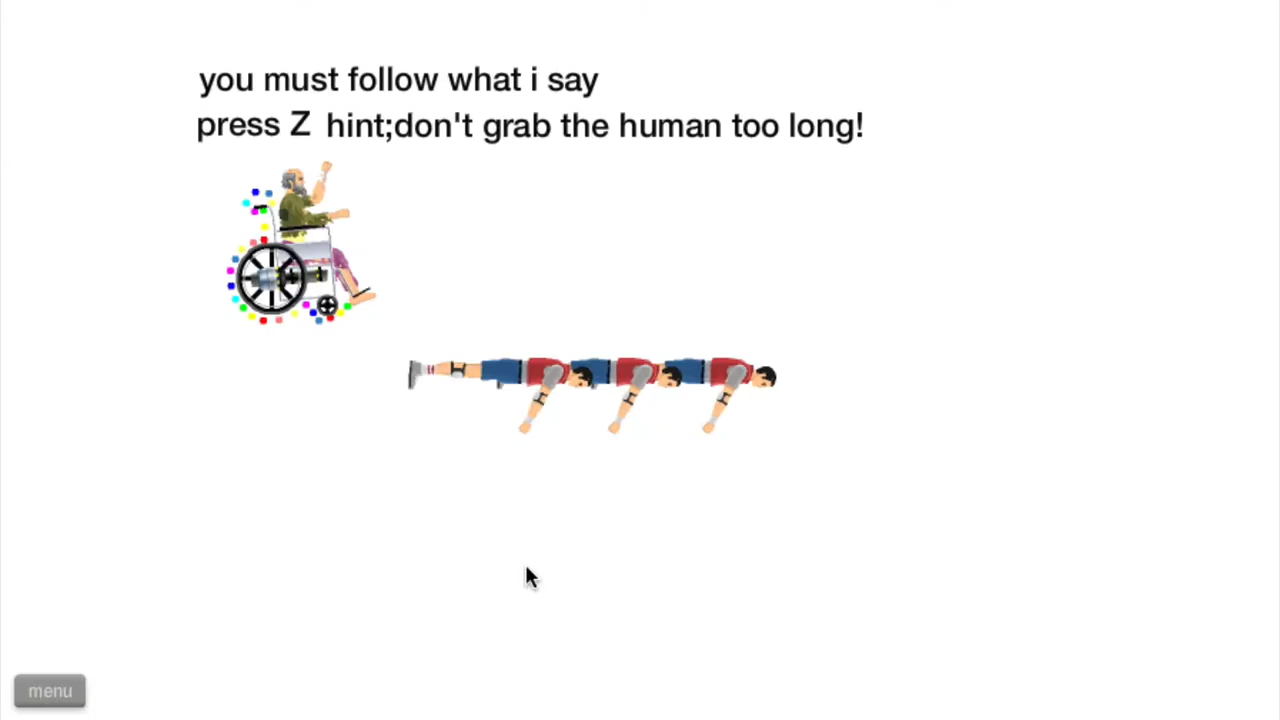 you must follow what i say
press Z hint;don't grab the human too long!
menu